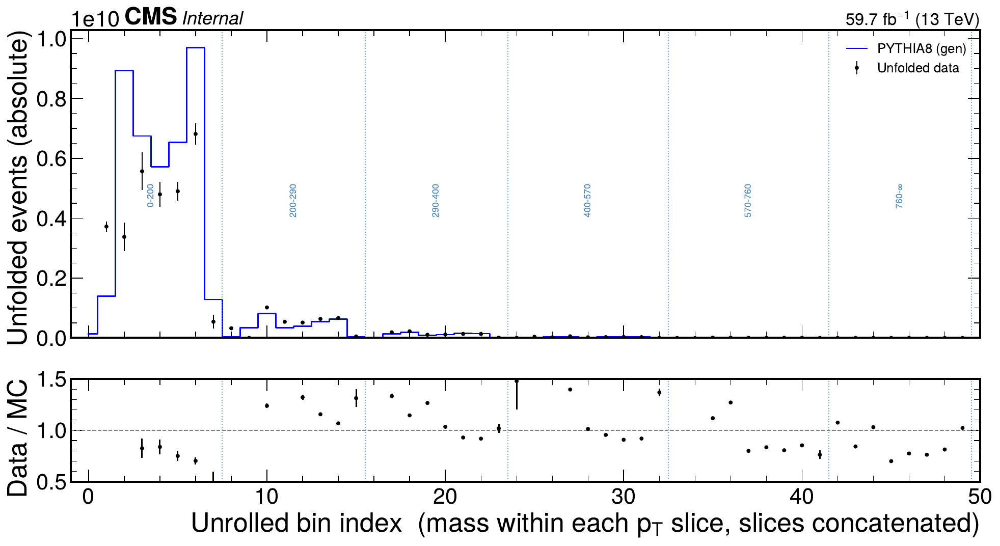 1e10 CMS Internal 59.7 fb⁻¹ (13 TeV)
Unfolded events (absolute)
1.0
0.8
0.6
0.4
0.2
0.0
PYTHIA8 (gen)
Unfolded data
0-200
200-290
290-400
400-570
570-760
760-∞
Data / MC
1.5
1.0
0.5
0 10 20 30 40 50
Unrolled bin index (mass within each pT slice, slices concatenated)